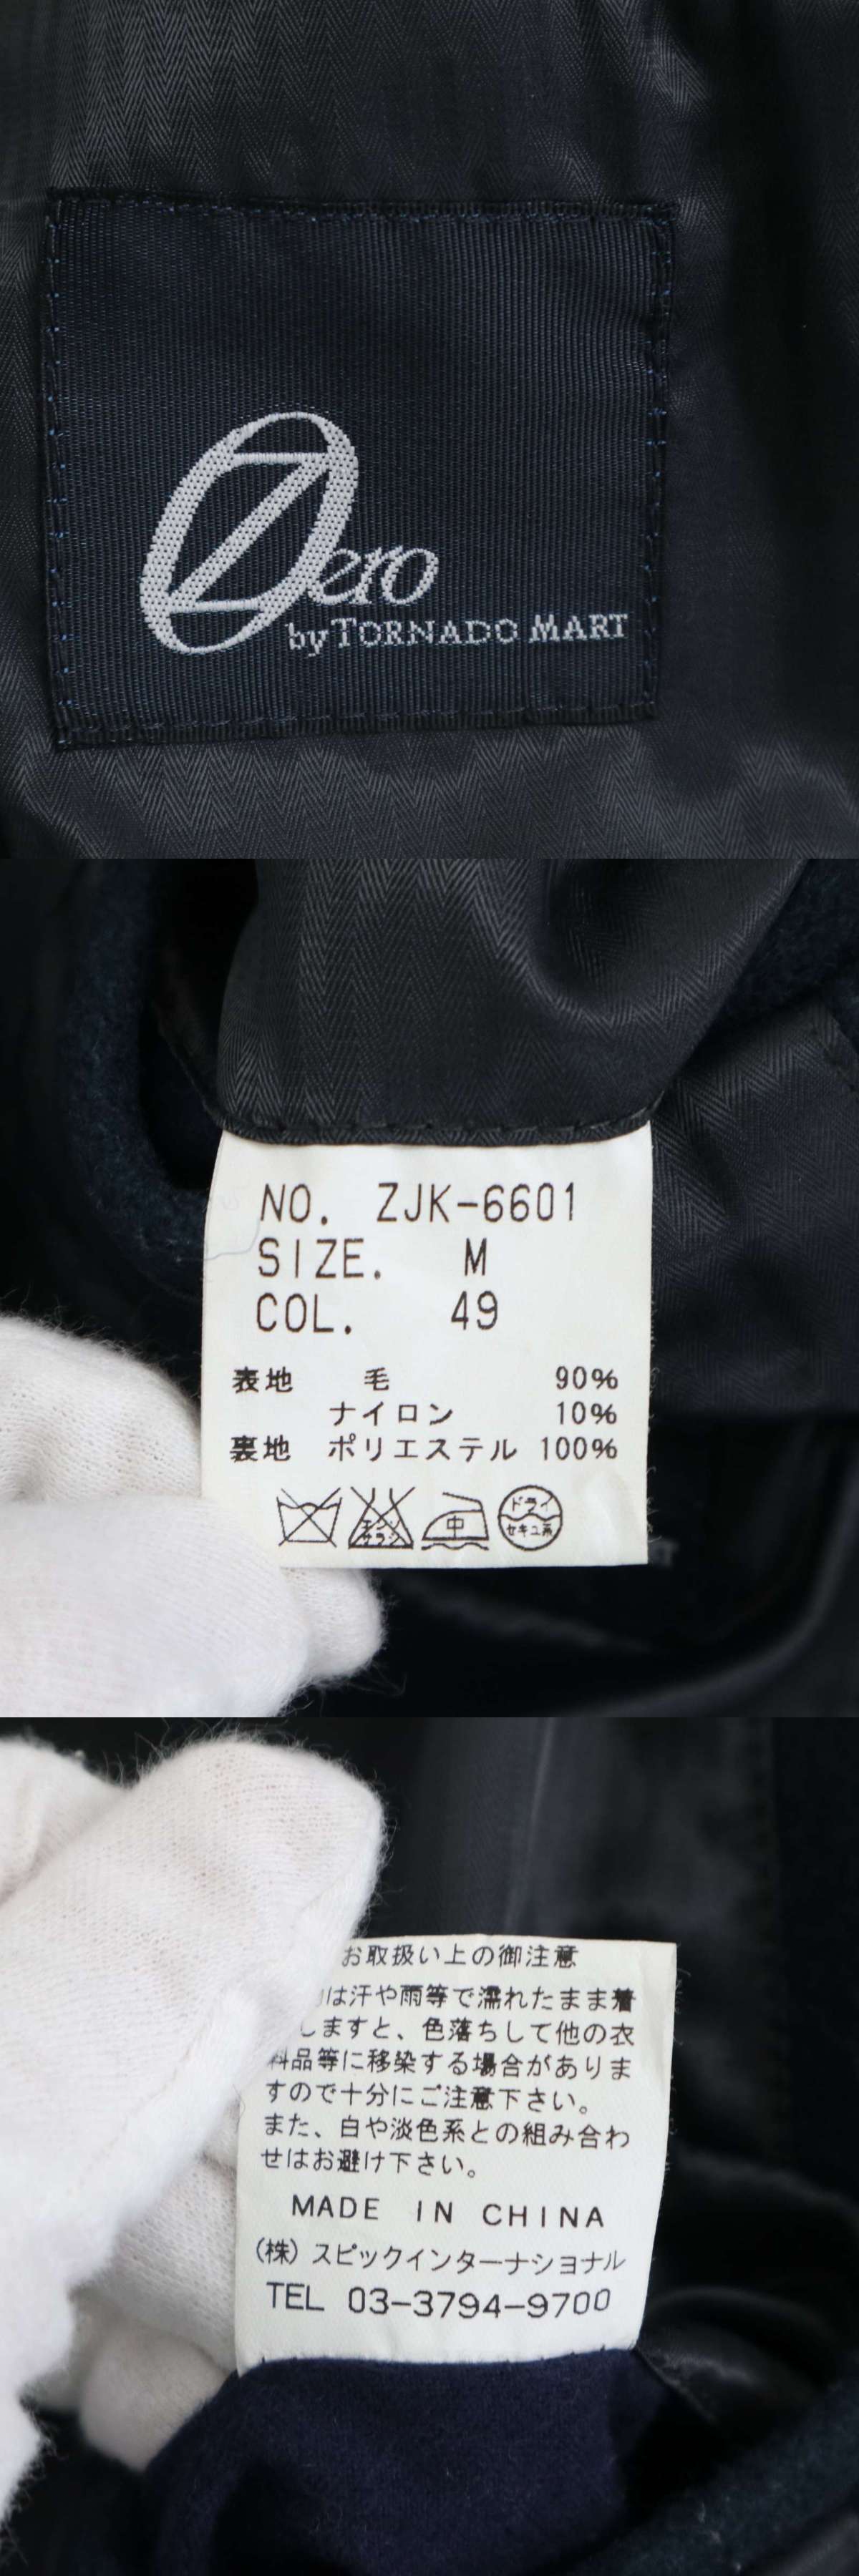 Zero
by TORNADO MART
NO. ZJK-6601
SIZE. M
COL. 49
表地 毛 90%
ナイロン 10%
裏地 ポリエステル 100%
エンソ
サラシ
中
ドライ
セキユ系
お取扱い上の御注意
は汗や雨等で濡れたまま着
しますと、色落ちして他の衣
料品等に移染する場合がありま
すので十分にご注意下さい。
また、白や淡色系との組み合わ
せはお避け下さい。
MADE IN CHINA
(株)スピックインターナショナル
TEL 03-3794-9700